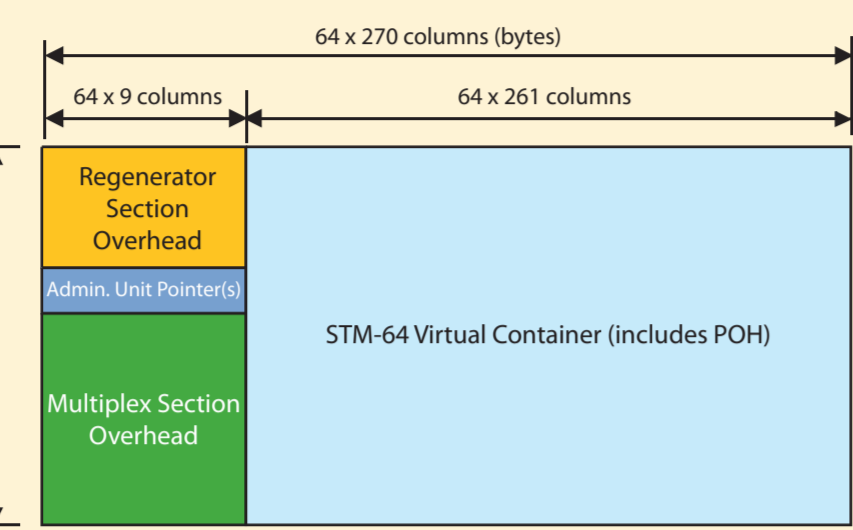 64 x 270 columns (bytes)
64 x 9 columns
64 x 261 columns
Regenerator
Section
Overhead
Admin. Unit Pointer(s)
STM-64 Virtual Container (includes POH)
Multiplex Section
Overhead